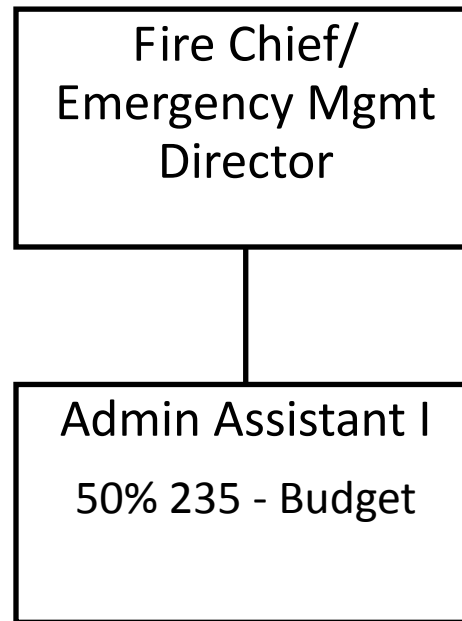 Fire Chief/
Emergency Mgmt
Director
Admin Assistant I
50% 235 - Budget